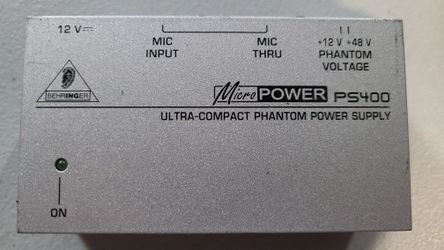 12 V ⎓
MIC INPUT
MIC THRU
+12 V +48 V
PHANTOM VOLTAGE
BEHRINGER
MicroPOWER PS400
ULTRA-COMPACT PHANTOM POWER SUPPLY
ON